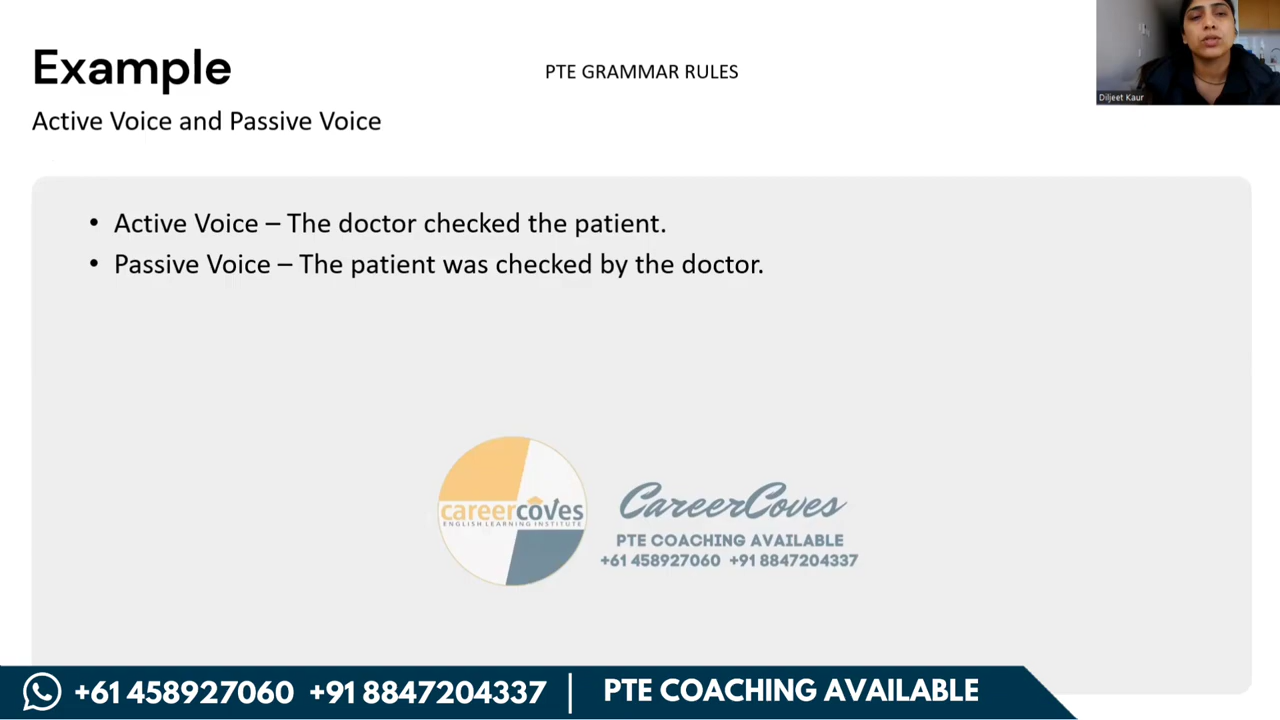 Example
PTE GRAMMAR RULES
Diljeet Kaur
Active Voice and Passive Voice
• Active Voice – The doctor checked the patient.
• Passive Voice – The patient was checked by the doctor.
careercoves
ENGLISH LEARNING INSTITUTE
CareerCoves
PTE COACHING AVAILABLE
+61 458927060 +91 8847204337
+61 458927060 +91 8847204337 | PTE COACHING AVAILABLE